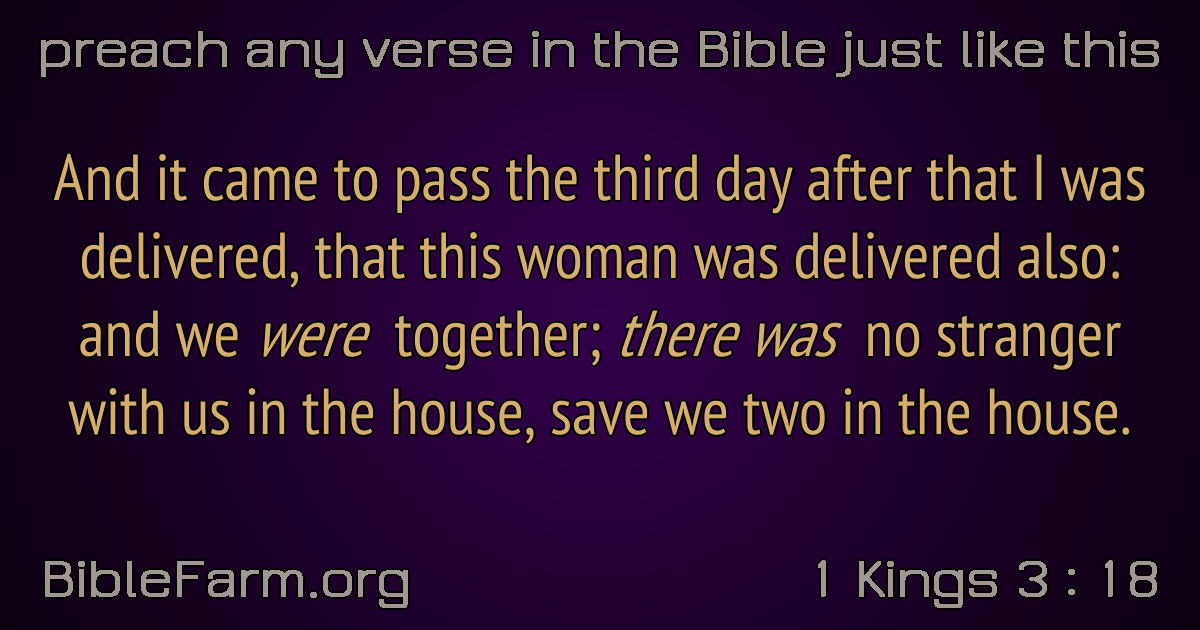 preach any verse in the Bible just like this
And it came to pass the third day after that I was
delivered, that this woman was delivered also:
and we were together; there was no stranger
with us in the house, save we two in the house.
BibleFarm.org
1 Kings 3 : 18